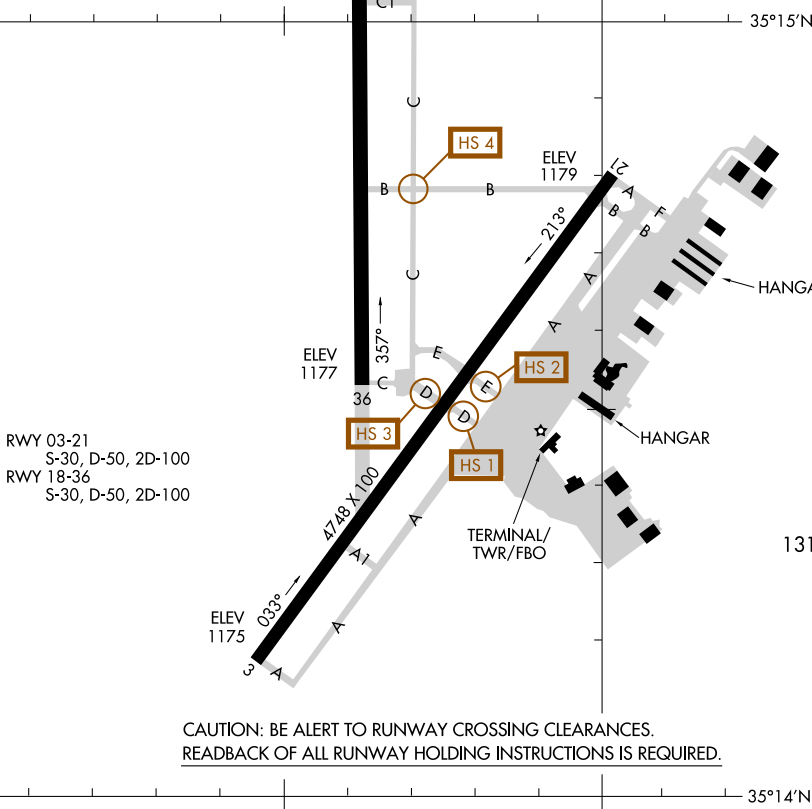 C1
35°15'N
C
HS 4
ELEV
1179
21
B
B
A
F
B
B
213°
C
A
HANGA
A
357°
E
ELEV
1177
C
HS 2
E
D
36
D
HS 3
HANGAR
RWY 03-21
S-30, D-50, 2D-100
RWY 18-36
S-30, D-50, 2D-100
HS 1
4748 X 100
A
TERMINAL/
TWR/FBO
131
A1
033°
ELEV
1175
A
3
A
CAUTION: BE ALERT TO RUNWAY CROSSING CLEARANCES.
READBACK OF ALL RUNWAY HOLDING INSTRUCTIONS IS REQUIRED.
35°14'N